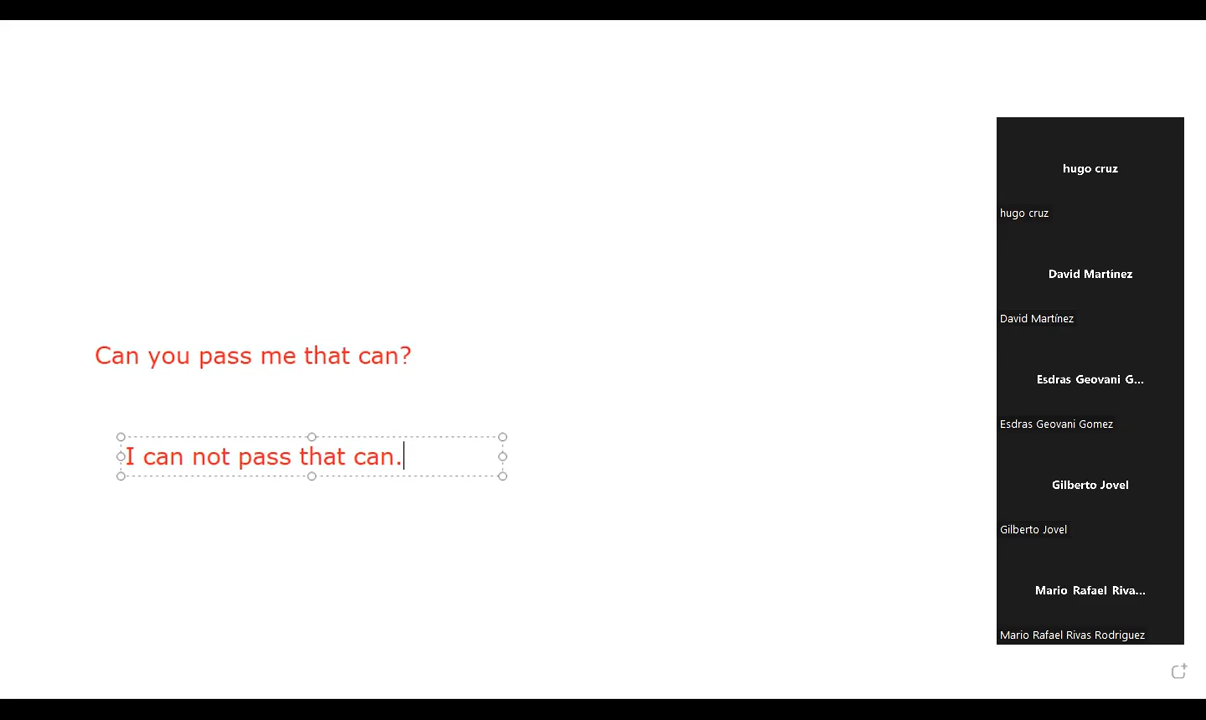 Can you pass me that can?
I can not pass that can.
hugo cruz
hugo cruz
David Martínez
David Martínez
Esdras Geovani G...
Esdras Geovani Gomez
Gilberto Jovel
Gilberto Jovel
Mario Rafael Riva...
Mario Rafael Rivas Rodriguez